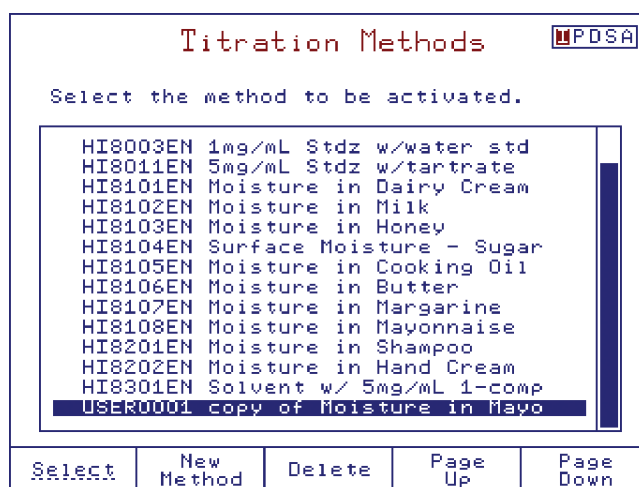 Titration Methods
IPDSA
Select the method to be activated.
HI8003EN 1mg/mL Stdz w/water std
HI8011EN 5mg/mL Stdz w/tartrate
HI8101EN Moisture in Dairy Cream
HI8102EN Moisture in Milk
HI8103EN Moisture in Honey
HI8104EN Surface Moisture - Sugar
HI8105EN Moisture in Cooking Oil
HI8106EN Moisture in Butter
HI8107EN Moisture in Margarine
HI8108EN Moisture in Mayonnaise
HI8201EN Moisture in Shampoo
HI8202EN Moisture in Hand Cream
HI8301EN Solvent w/ 5mg/mL 1-comp
USER0001 copy of Moisture in Mayo
Select
New
Method
Delete
Page
Up
Page
Down